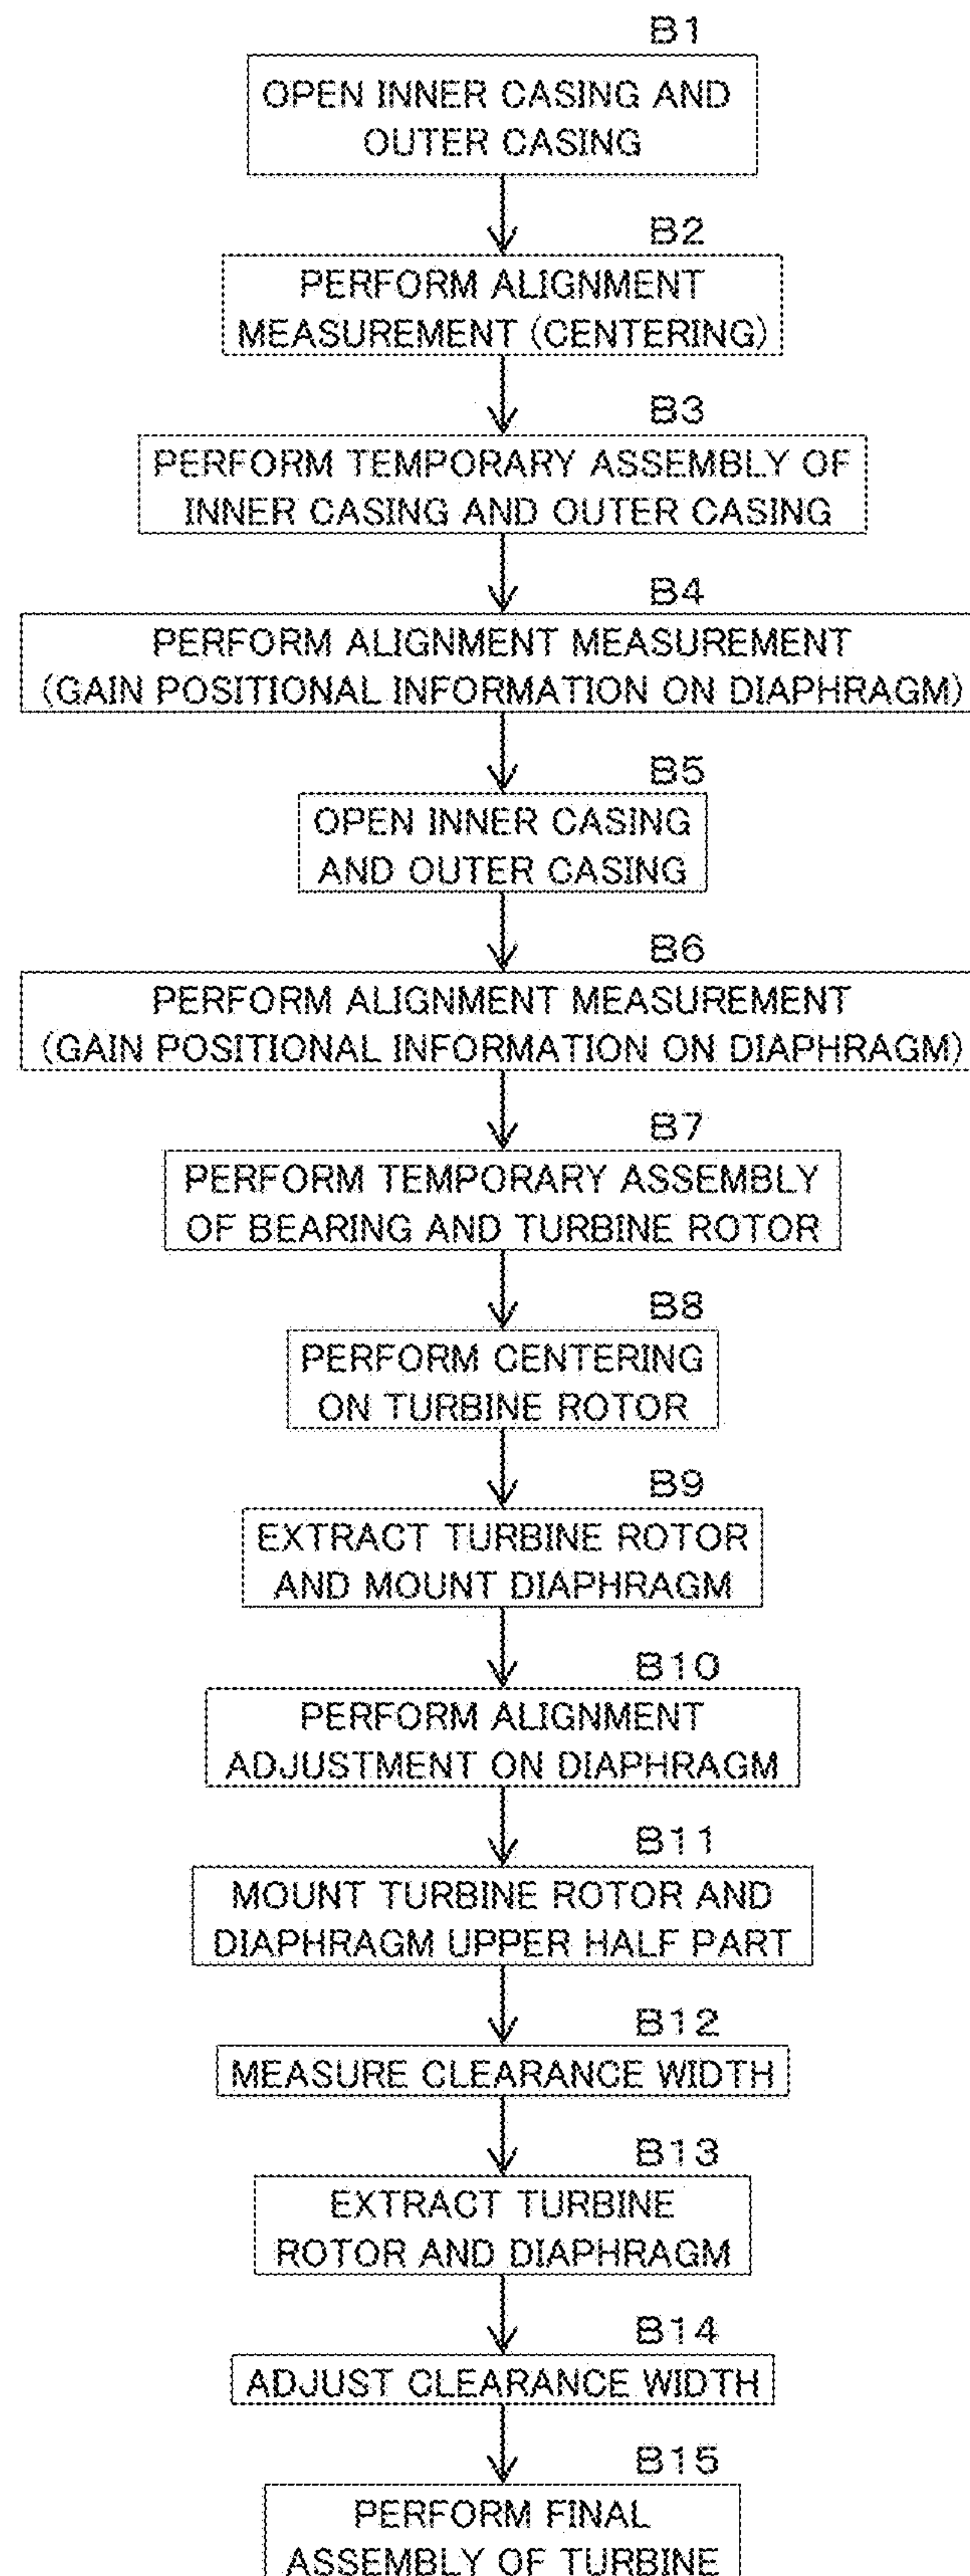 B1
OPEN INNER CASING AND
OUTER CASING
B2
PERFORM ALIGNMENT
MEASUREMENT (CENTERING)
B3
PERFORM TEMPORARY ASSEMBLY OF
INNER CASING AND OUTER CASING
B4
PERFORM ALIGNMENT MEASUREMENT
(GAIN POSITIONAL INFORMATION ON DIAPHRAGM)
B5
OPEN INNER CASING
AND OUTER CASING
B6
PERFORM ALIGNMENT MEASUREMENT
(GAIN POSITIONAL INFORMATION ON DIAPHRAGM)
B7
PERFORM TEMPORARY ASSEMBLY
OF BEARING AND TURBINE ROTOR
B8
PERFORM CENTERING
ON TURBINE ROTOR
B9
EXTRACT TURBINE ROTOR
AND MOUNT DIAPHRAGM
B10
PERFORM ALIGNMENT
ADJUSTMENT ON DIAPHRAGM
B11
MOUNT TURBINE ROTOR AND
DIAPHRAGM UPPER HALF PART
B12
MEASURE CLEARANCE WIDTH
B13
EXTRACT TURBINE
ROTOR AND DIAPHRAGM
B14
ADJUST CLEARANCE WIDTH
B15
PERFORM FINAL
ASSEMBLY OF TURBINE